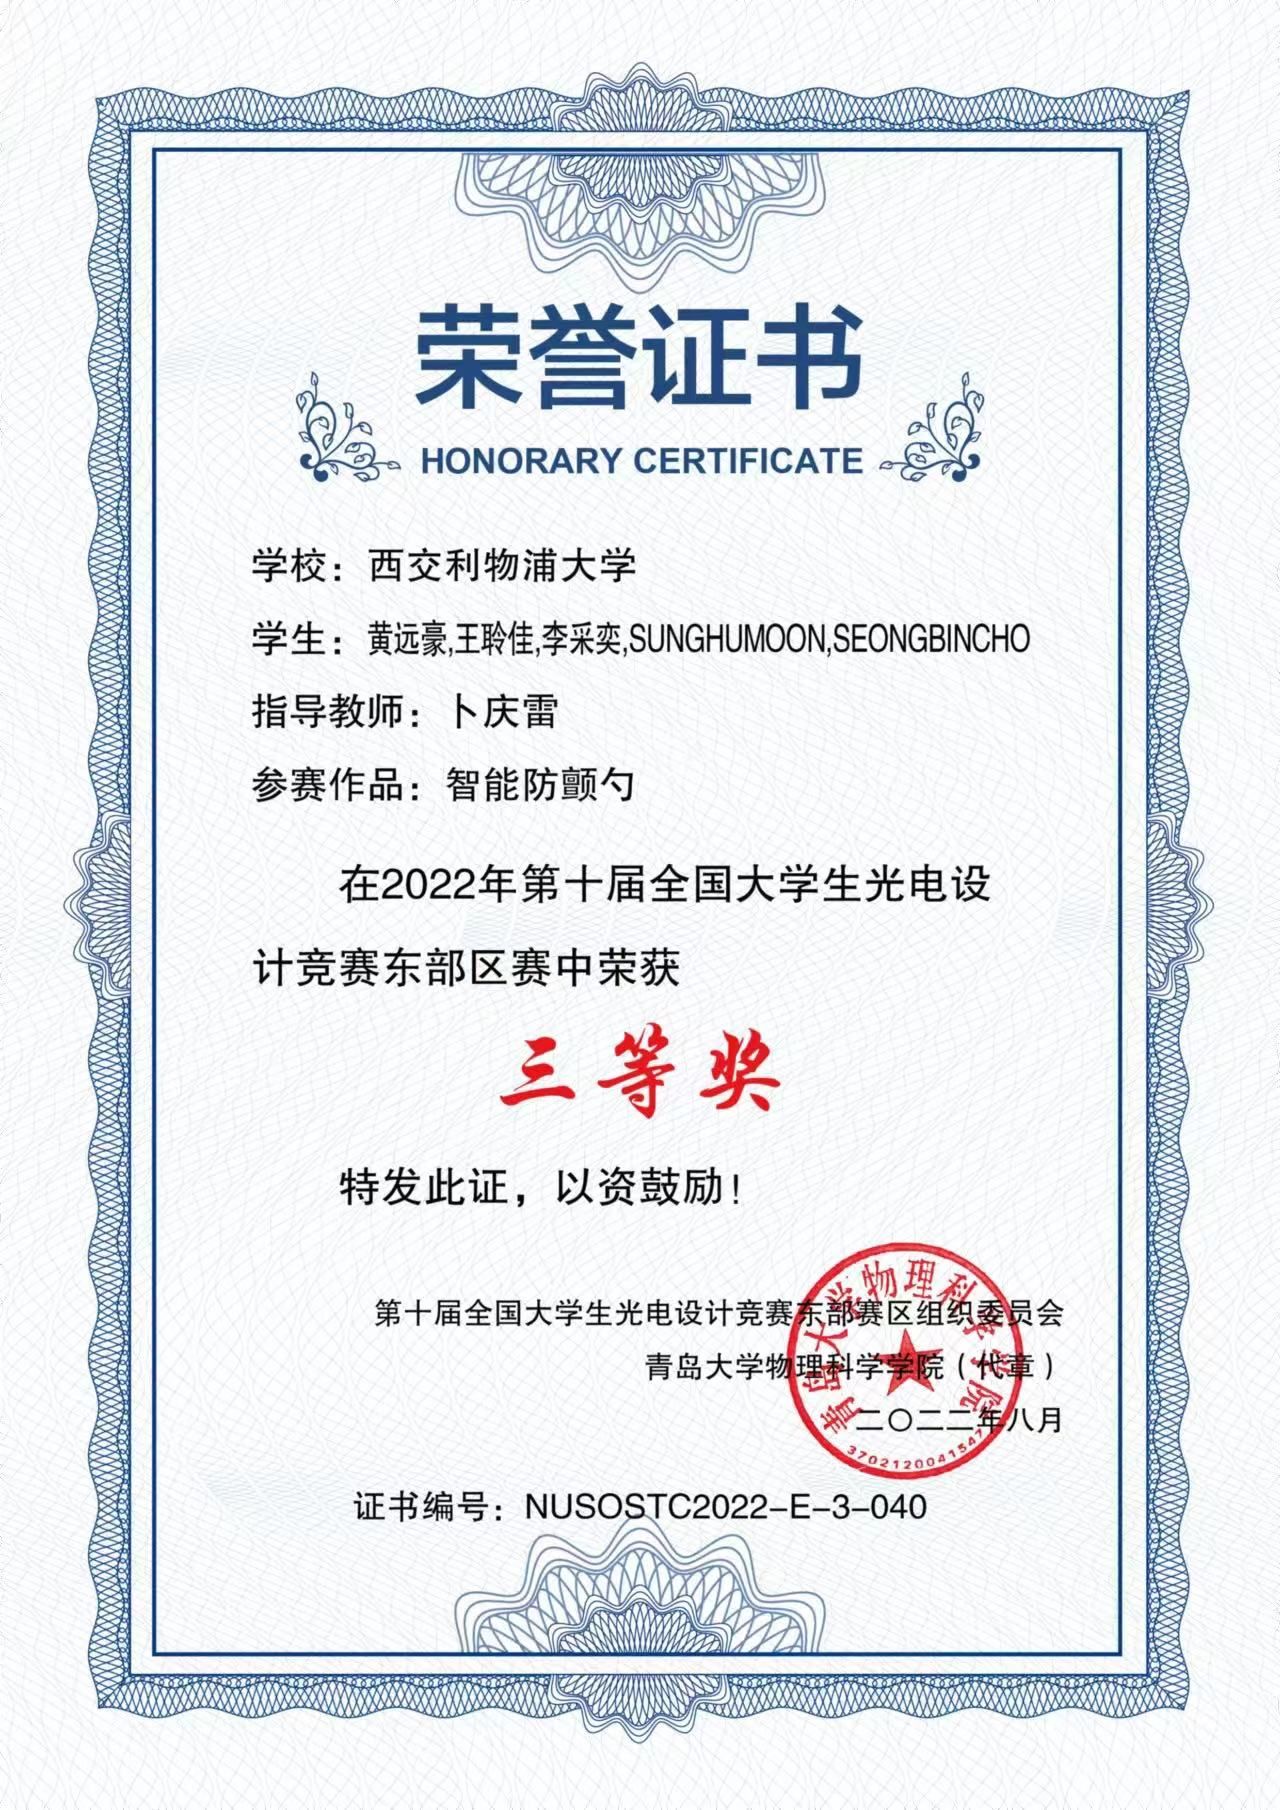 荣誉证书
HONORARY CERTIFICATE
学校：西交利物浦大学
学生：黄远豪,王聆佳,李采奕,SUNGHUMOON,SEONGBINCHO
指导教师：卜庆雷
参赛作品：智能防颤勺
在2022年第十届全国大学生光电设
计竞赛东部区赛中荣获
三等奖
特发此证，以资鼓励！
第十届全国大学生光电设计竞赛东部赛区组织委员会
青岛大学物理科学学院（代章）
二〇二二年八月
青岛大学物理科学学院
3702120041547
证书编号：NUSOSTC2022-E-3-040